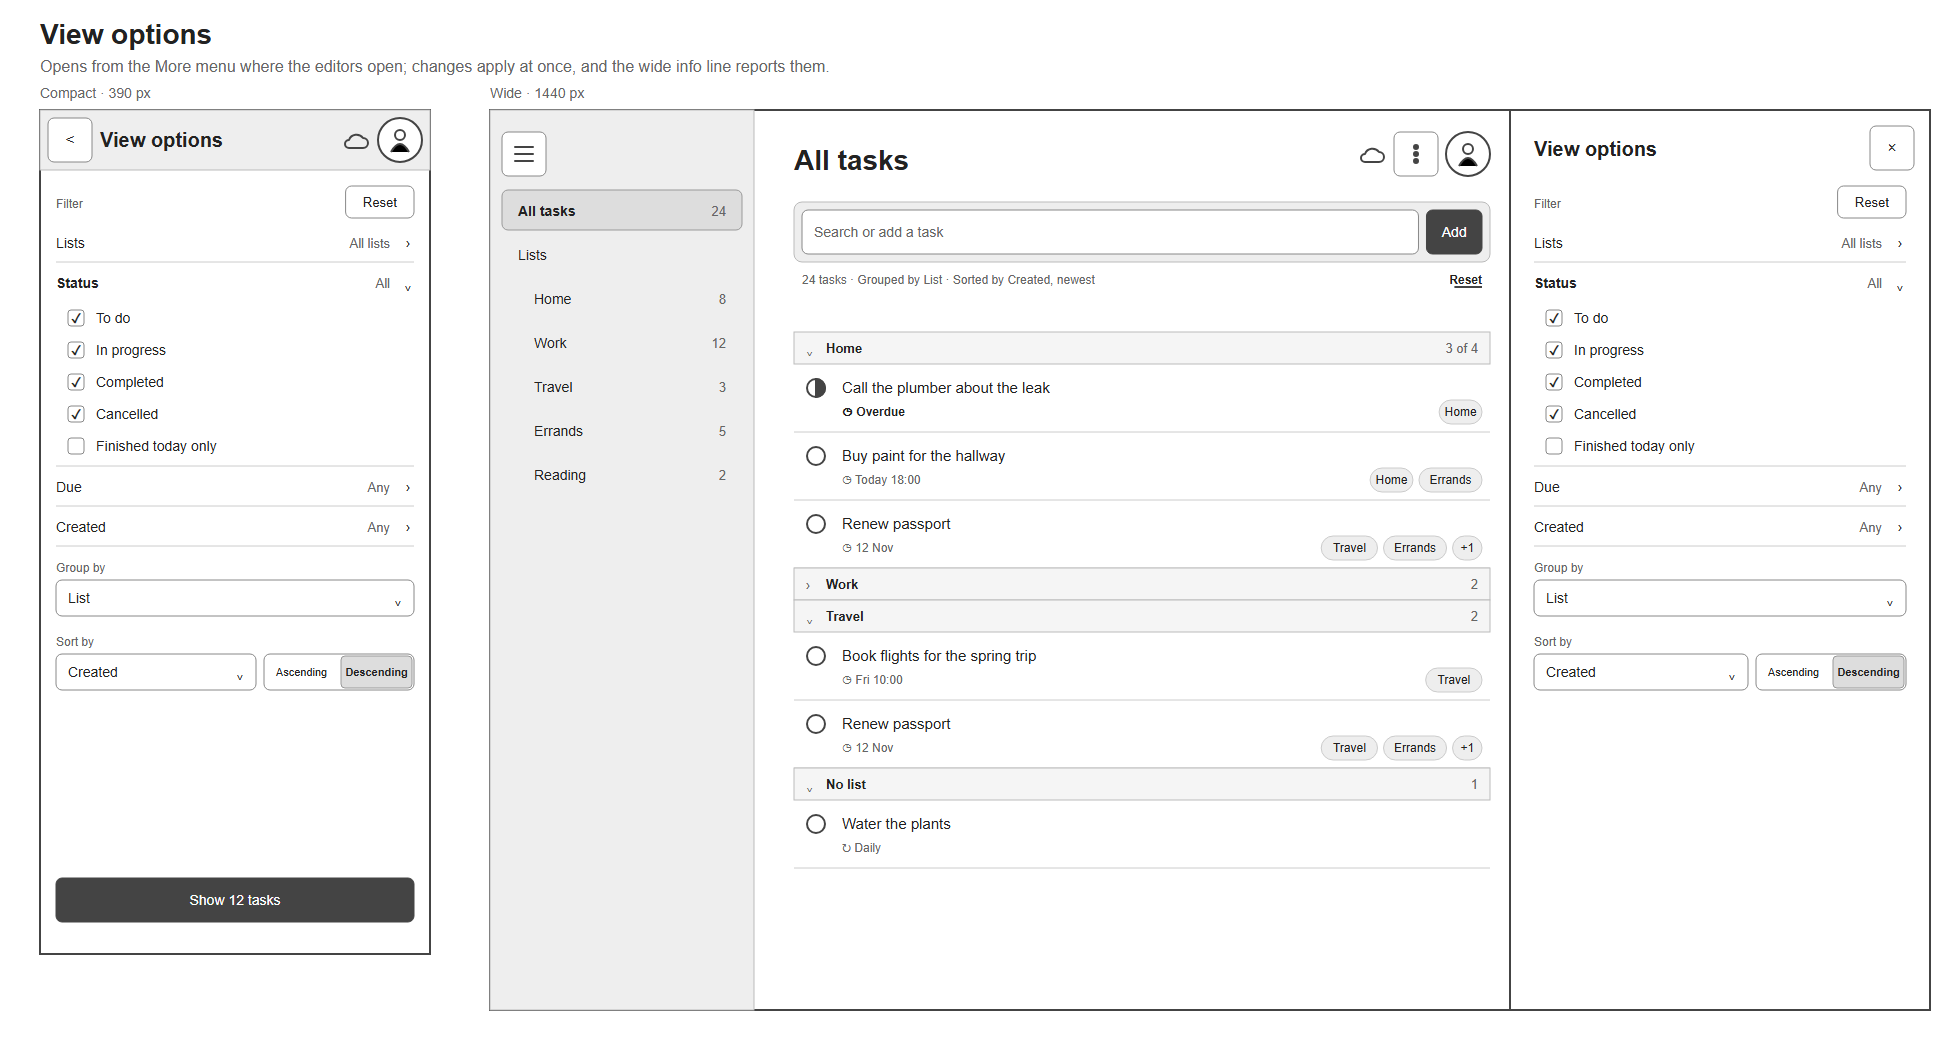 View options
Opens from the More menu where the editors open; changes apply at once, and the wide info line reports them.
Compact · 390 px
< View options
Filter Reset
Lists All lists ›
Status All v
To do
In progress
Completed
Cancelled
Finished today only
Due Any ›
Created Any ›
Group by
List v
Sort by
Created v Ascending Descending
Show 12 tasks
Wide · 1440 px
All tasks 24
Lists
Home 8
Work 12
Travel 3
Errands 5
Reading 2
All tasks
Search or add a task Add
24 tasks · Grouped by List · Sorted by Created, newest Reset
v Home 3 of 4
Call the plumber about the leak
Overdue Home
Buy paint for the hallway
Today 18:00 Home Errands
Renew passport
12 Nov Travel Errands +1
› Work 2
v Travel 2
Book flights for the spring trip
Fri 10:00 Travel
Renew passport
12 Nov Travel Errands +1
v No list 1
Water the plants
↻ Daily
View options ×
Filter Reset
Lists All lists ›
Status All v
To do
In progress
Completed
Cancelled
Finished today only
Due Any ›
Created Any ›
Group by
List v
Sort by
Created v Ascending Descending